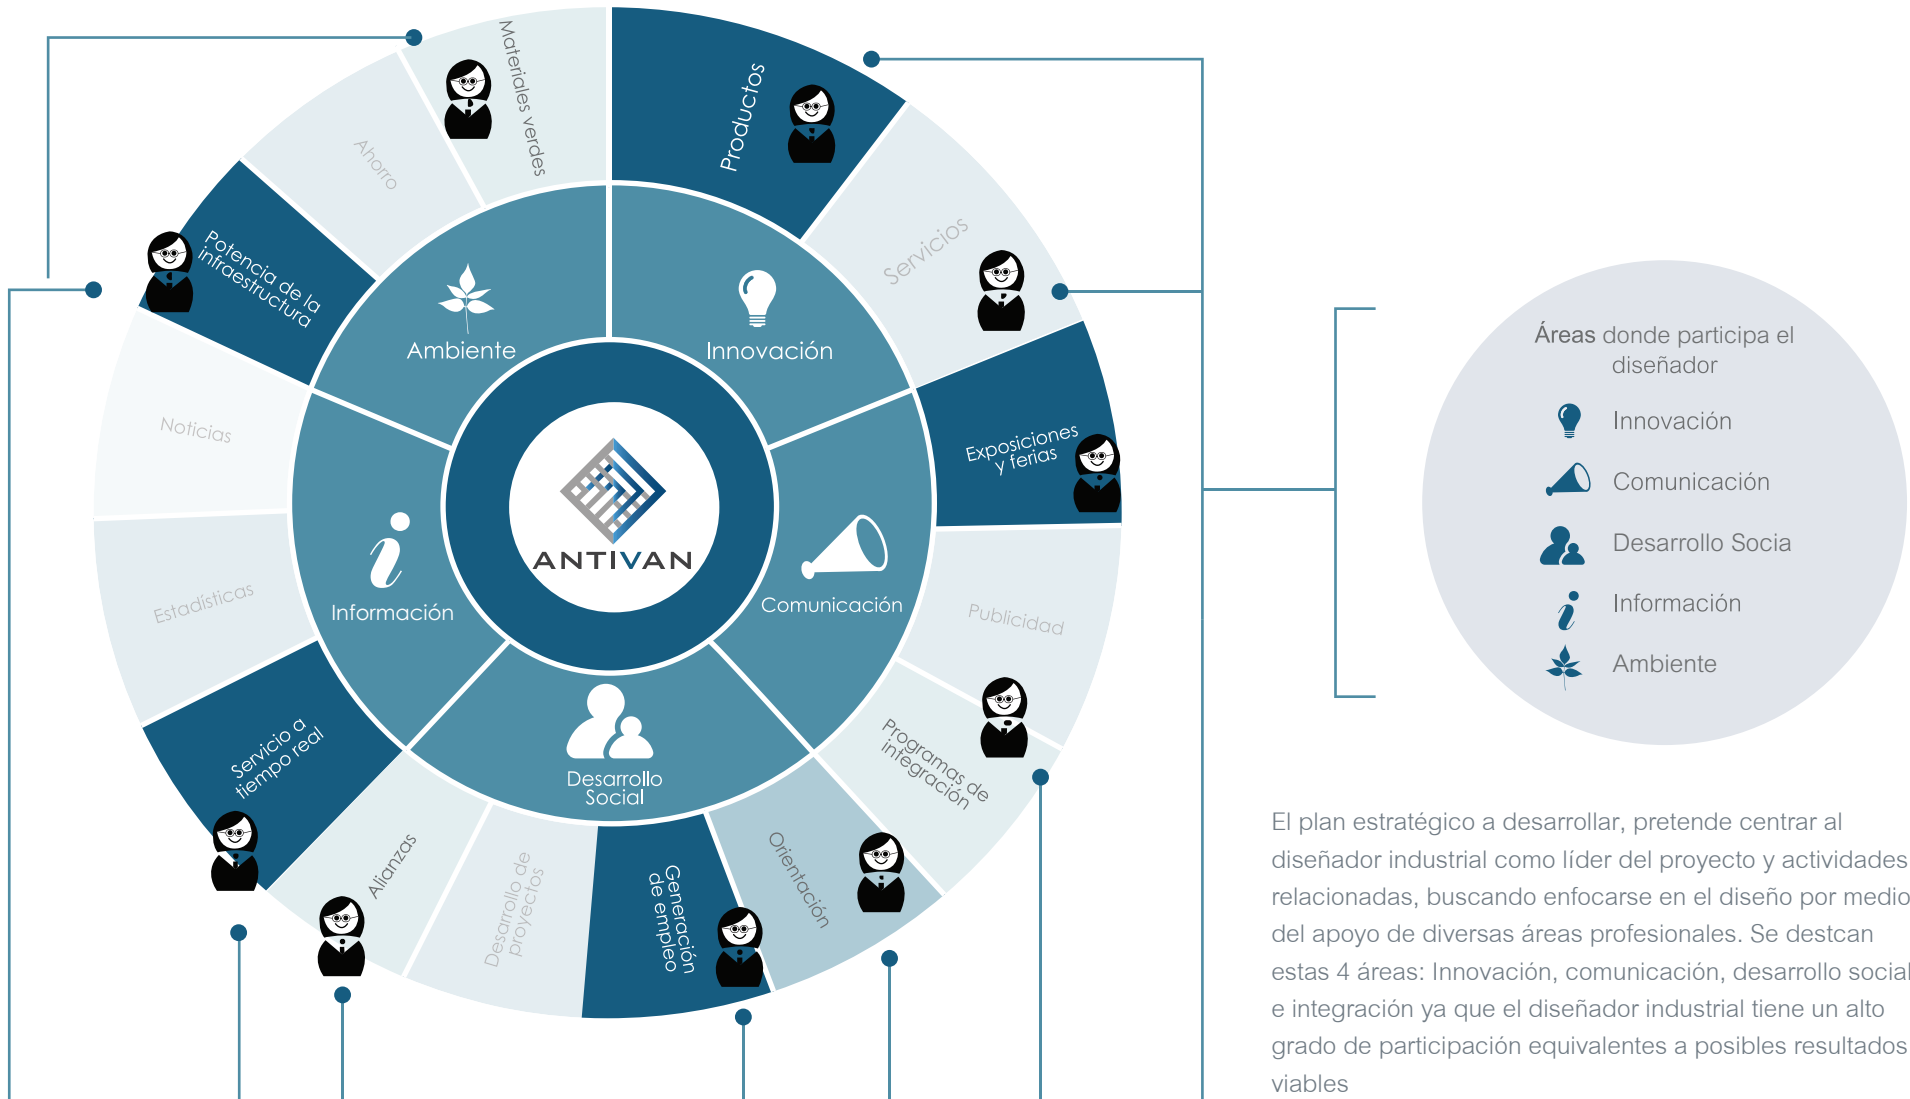 Materiales verdes
Productos
Ahorro
Servicios
Potencia de la
infraestructura
Ambiente
Innovación
Noticias
Exposiciones
y ferias
ANTIVAN
Estadísticas
Información
Comunicación
Publicidad
Servicio a
tiempo real
Desarrollo
Social
Programas de
integración
Alianzas
Desarrollo de
proyectos
Generación
de empleo
Orientación
Áreas donde participa el
diseñador
Innovación
Comunicación
Desarrollo Socia
Información
Ambiente
El plan estratégico a desarrollar, pretende centrar al
diseñador industrial como líder del proyecto y actividades
relacionadas, buscando enfocarse en el diseño por medio
del apoyo de diversas áreas profesionales. Se destcan
estas 4 áreas: Innovación, comunicación, desarrollo social
e integración ya que el diseñador industrial tiene un alto
grado de participación equivalentes a posibles resultados
viables